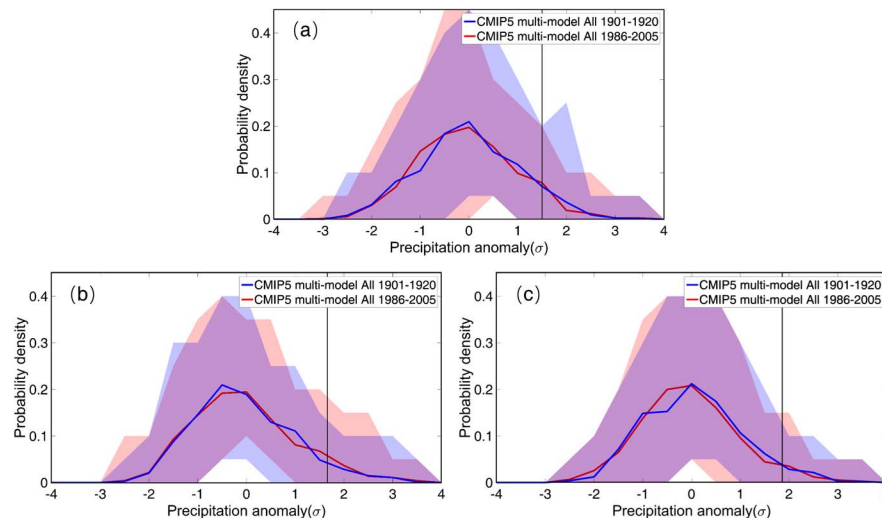 (a)
CMIP5 multi-model All 1901-1920
CMIP5 multi-model All 1986-2005
Probability density
0.4
0.3
0.2
0.1
0
-4 -3 -2 -1 0 1 2 3 4
Precipitation anomaly(σ)
(b)
CMIP5 multi-model All 1901-1920
CMIP5 multi-model All 1986-2005
Probability density
0.4
0.3
0.2
0.1
0
-4 -3 -2 -1 0 1 2 3 4
Precipitation anomaly(σ)
(c)
CMIP5 multi-model All 1901-1920
CMIP5 multi-model All 1986-2005
Probability density
0.4
0.3
0.2
0.1
0
-4 -3 -2 -1 0 1 2 3
Precipitation anomaly(σ)